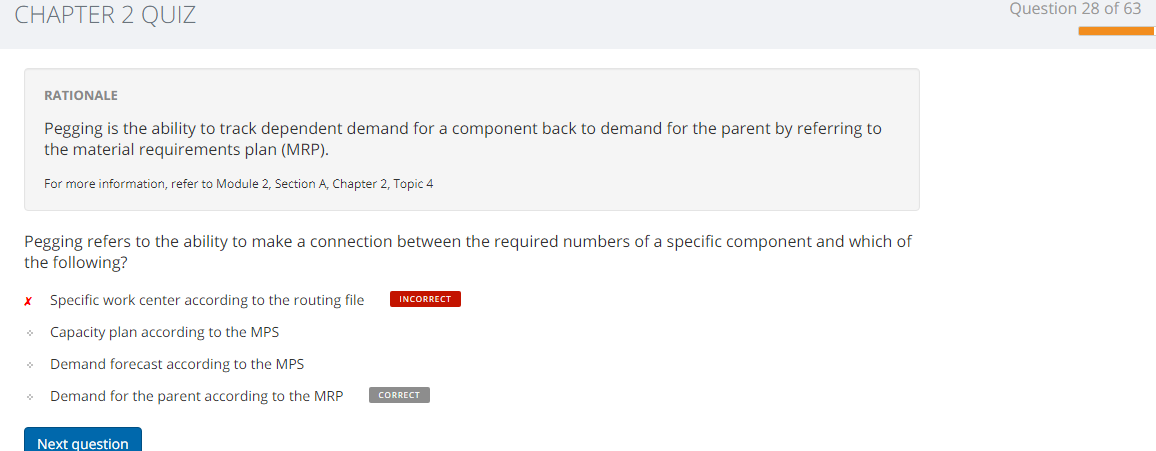 CHAPTER 2 QUIZ
Question 28 of 63
RATIONALE
Pegging is the ability to track dependent demand for a component back to demand for the parent by referring to
the material requirements plan (MRP).
For more information, refer to Module 2, Section A, Chapter 2, Topic 4
Pegging refers to the ability to make a connection between the required numbers of a specific component and which of
the following?
✗ Specific work center according to the routing file INCORRECT
Capacity plan according to the MPS
Demand forecast according to the MPS
Demand for the parent according to the MRP CORRECT
Next question